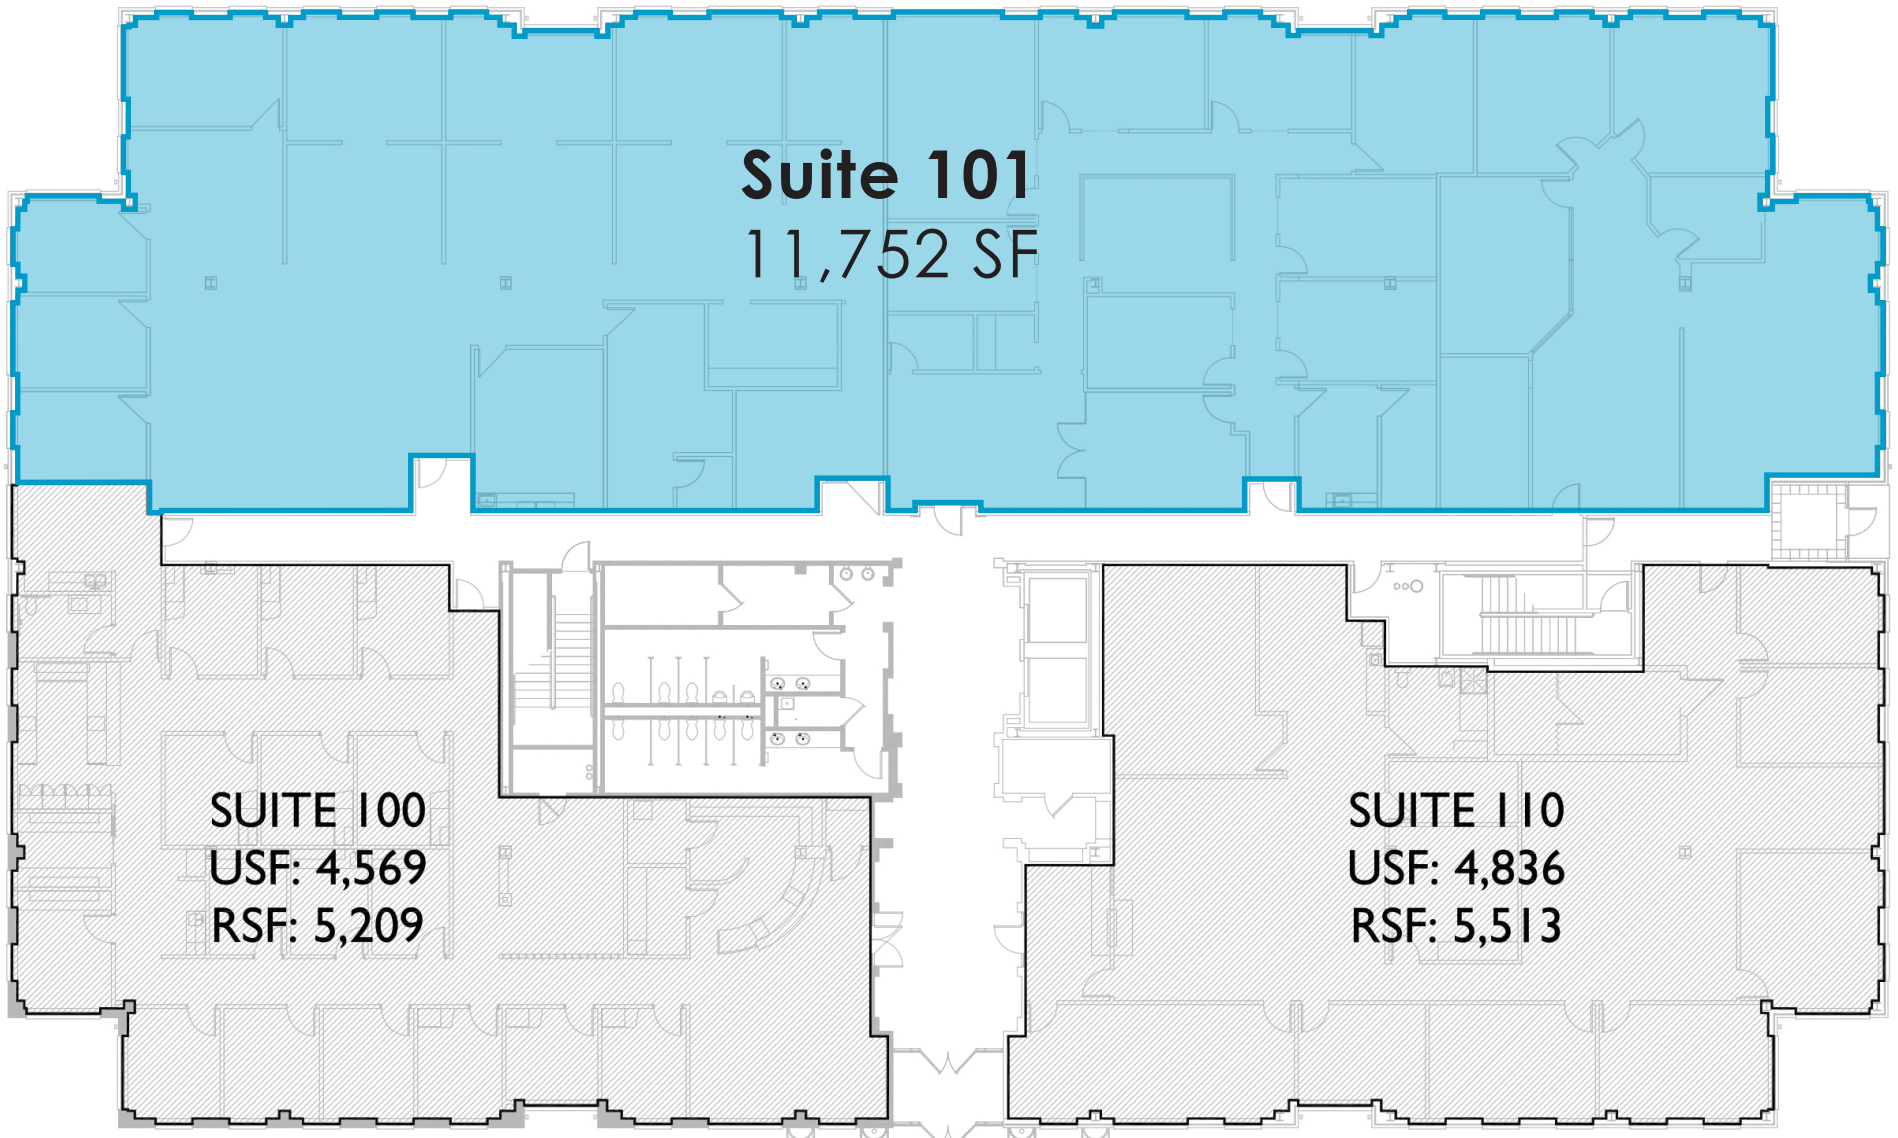 Suite 101
11,752 SF
SUITE 100
USF: 4,569
RSF: 5,209
SUITE 110
USF: 4,836
RSF: 5,513